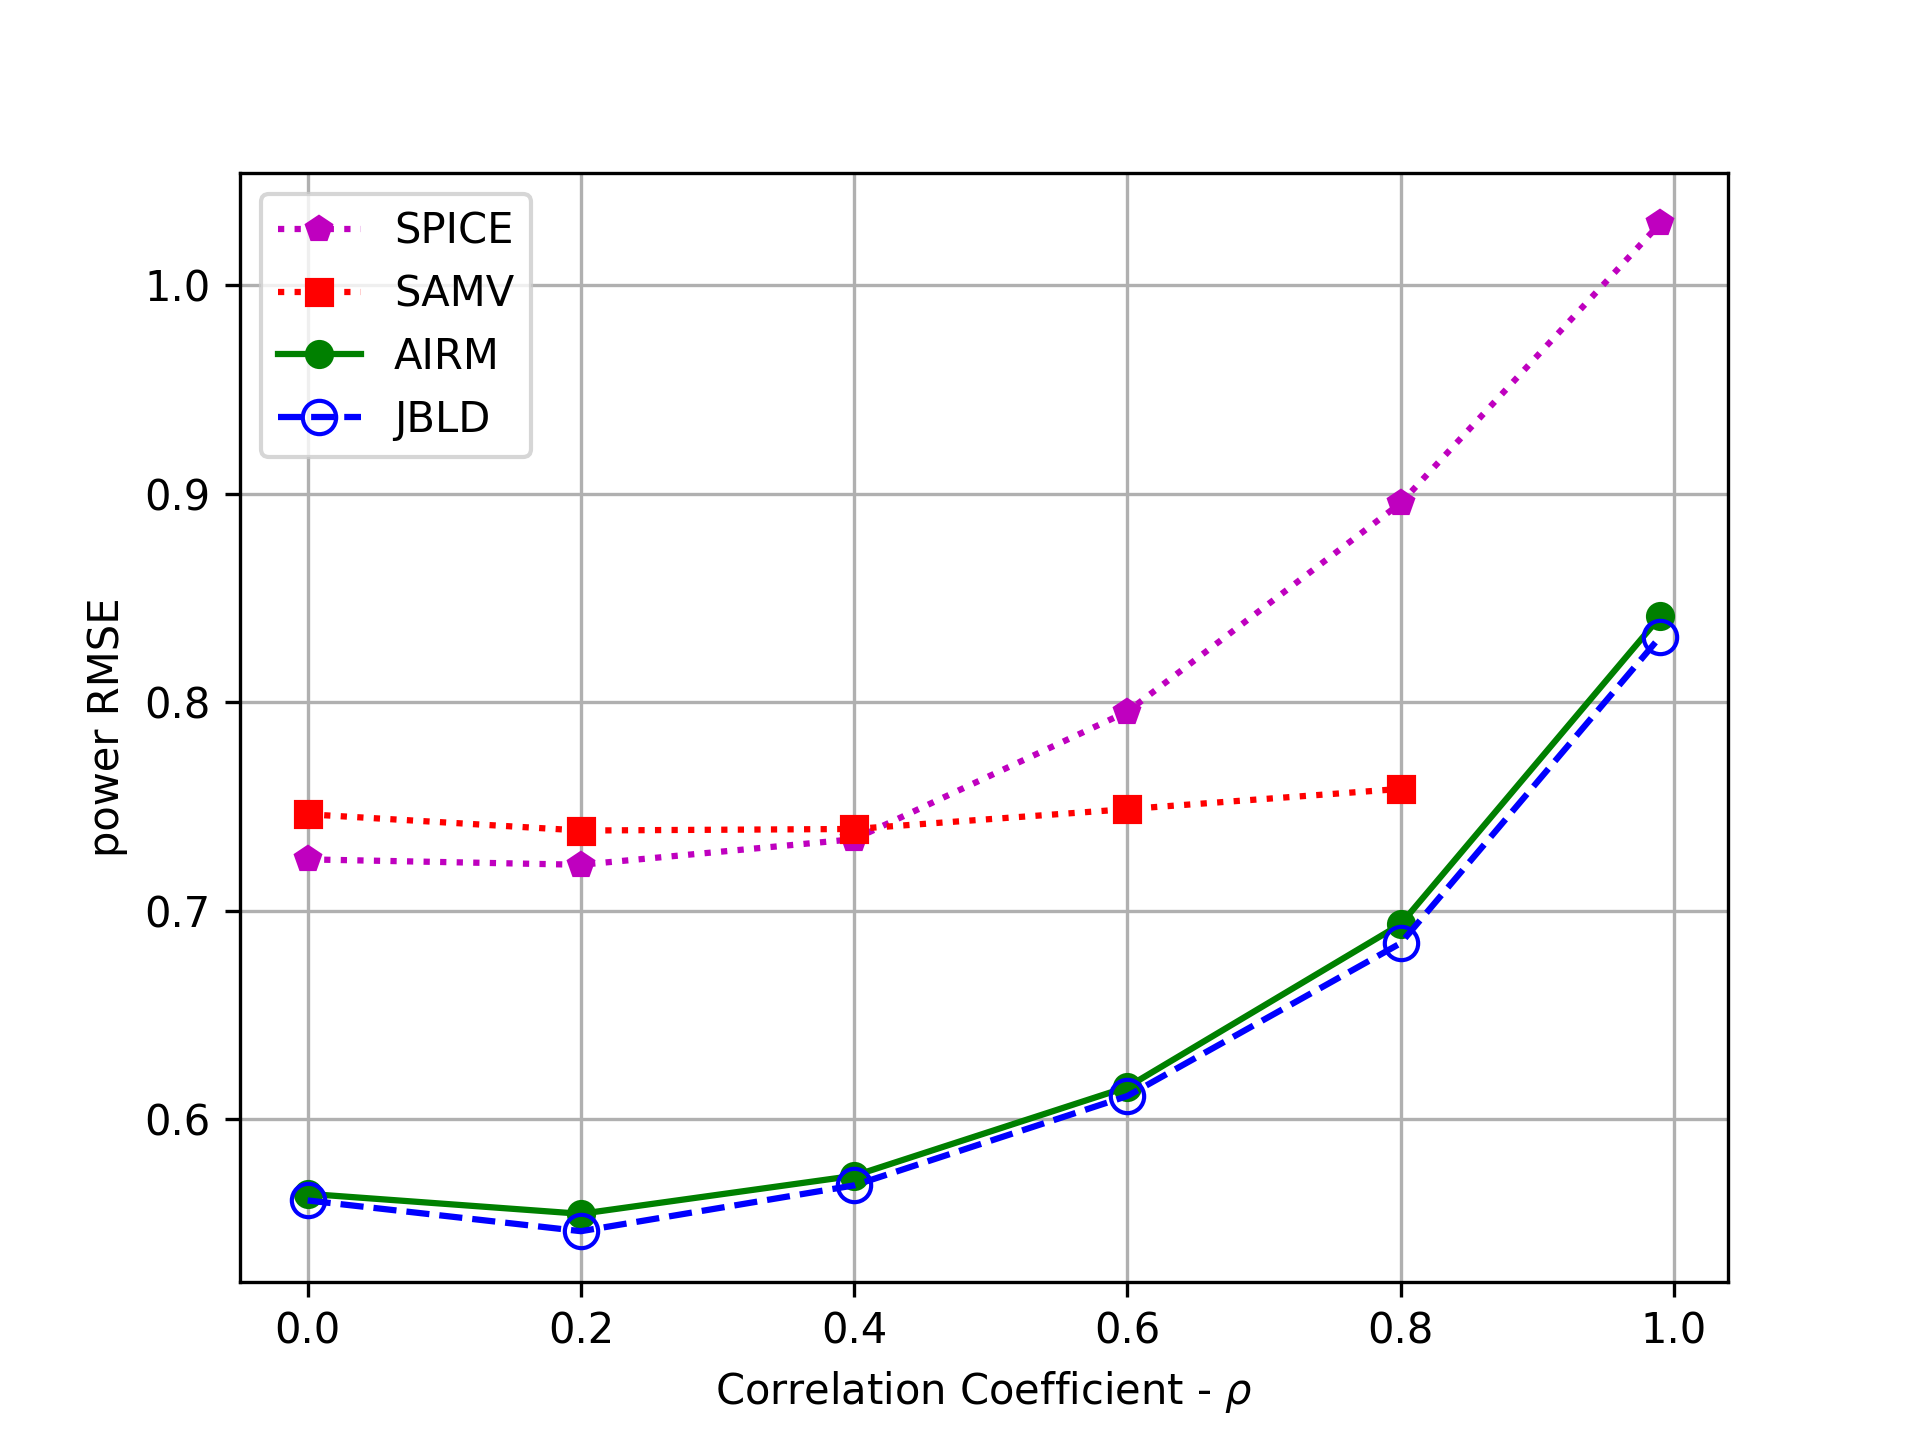 SPICE
SAMV
AIRM
JBLD
1.0
0.9
0.8
0.7
0.6
power RMSE
0.0 0.2 0.4 0.6 0.8 1.0
Correlation Coefficient - ρ